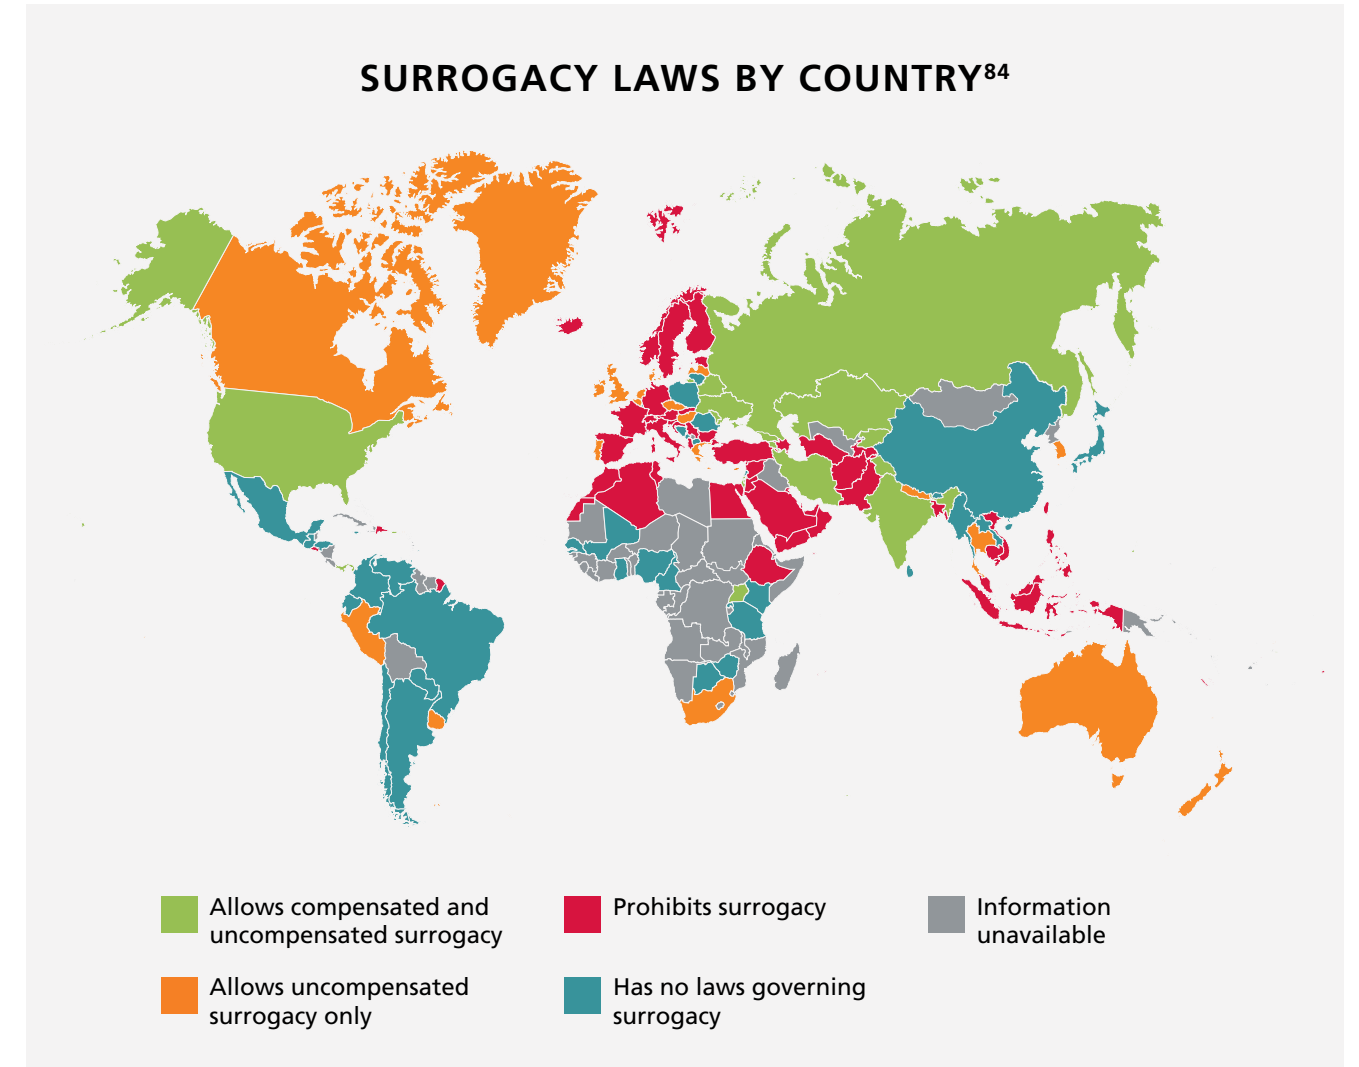 SURROGACY LAWS BY COUNTRY84
Allows compensated and
uncompensated surrogacy
Allows uncompensated
surrogacy only
Prohibits surrogacy
Has no laws governing
surrogacy
Information
unavailable